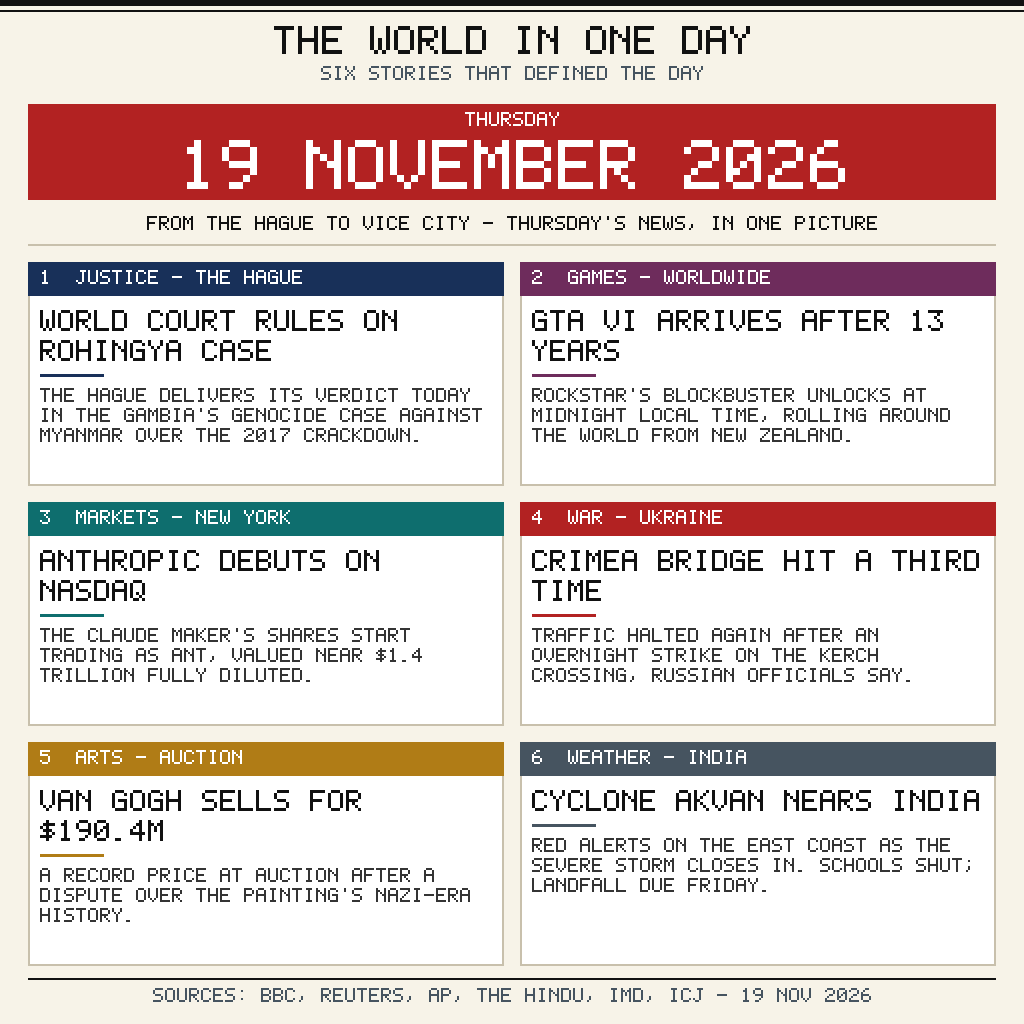 THE WORLD IN ONE DAY
SIX STORIES THAT DEFINED THE DAY
THURSDAY
19 NOVEMBER 2026
FROM THE HAGUE TO VICE CITY – THURSDAY'S NEWS, IN ONE PICTURE
1 JUSTICE – THE HAGUE
WORLD COURT RULES ON
ROHINGYA CASE
THE HAGUE DELIVERS ITS VERDICT TODAY
IN THE GAMBIA'S GENOCIDE CASE AGAINST
MYANMAR OVER THE 2017 CRACKDOWN.
2 GAMES – WORLDWIDE
GTA VI ARRIVES AFTER 13
YEARS
ROCKSTAR'S BLOCKBUSTER UNLOCKS AT
MIDNIGHT LOCAL TIME, ROLLING AROUND
THE WORLD FROM NEW ZEALAND.
3 MARKETS – NEW YORK
ANTHROPIC DEBUTS ON
NASDAQ
THE CLAUDE MAKER'S SHARES START
TRADING AS ANT, VALUED NEAR $1.4
TRILLION FULLY DILUTED.
4 WAR – UKRAINE
CRIMEA BRIDGE HIT A THIRD
TIME
TRAFFIC HALTED AGAIN AFTER AN
OVERNIGHT STRIKE ON THE KERCH
CROSSING, RUSSIAN OFFICIALS SAY.
5 ARTS – AUCTION
VAN GOGH SELLS FOR
$190.4M
A RECORD PRICE AT AUCTION AFTER A
DISPUTE OVER THE PAINTING'S NAZI-ERA
HISTORY.
6 WEATHER – INDIA
CYCLONE AKVAN NEARS INDIA
RED ALERTS ON THE EAST COAST AS THE
SEVERE STORM CLOSES IN. SCHOOLS SHUT;
LANDFALL DUE FRIDAY.
SOURCES: BBC, REUTERS, AP, THE HINDU, IMD, ICJ – 19 NOV 2026